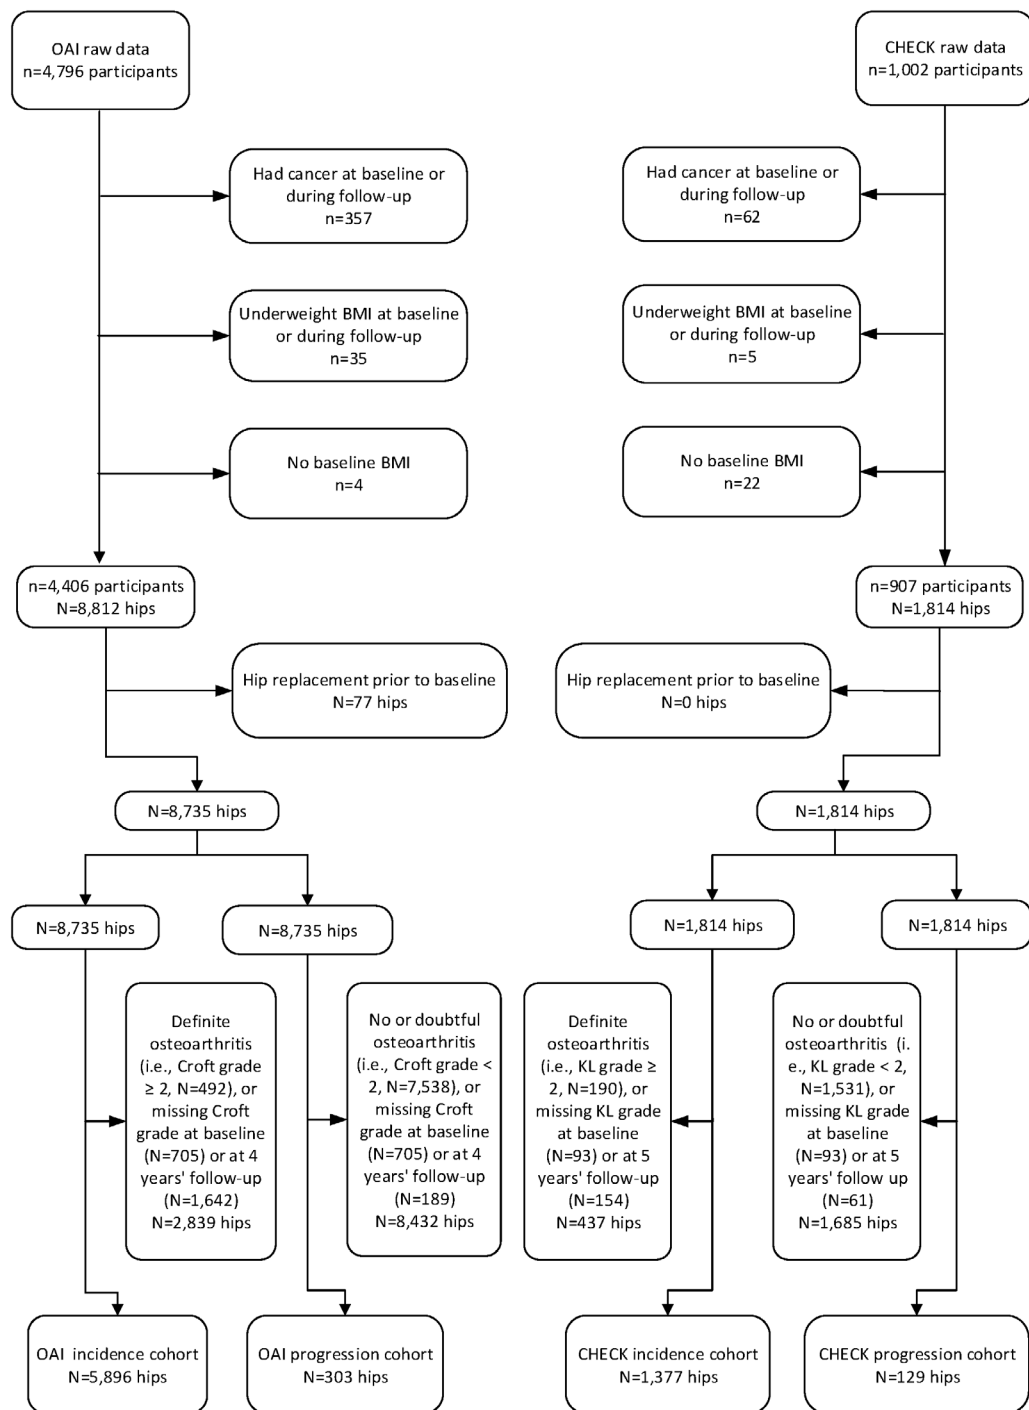 OAI raw data
n=4,796 participants
CHECK raw data
n=1,002 participants
Had cancer at baseline or
during follow-up
n=357
Had cancer at baseline or
during follow-up
n=62
Underweight BMI at baseline
or during follow-up
n=35
Underweight BMI at baseline
or during follow-up
n=5
No baseline BMI
n=4
No baseline BMI
n=22
n=4,406 participants
N=8,812 hips
n=907 participants
N=1,814 hips
Hip replacement prior to baseline
N=77 hips
Hip replacement prior to baseline
N=0 hips
N=8,735 hips
N=1,814 hips
N=8,735 hips
N=8,735 hips
N=1,814 hips
N=1,814 hips
Definite
osteoarthritis
(i.e., Croft grade
≥ 2, N=492), or
missing Croft
grade at baseline
(N=705) or at 4
years' follow-up
(N=1,642)
N=2,839 hips
No or doubtful
osteoarthritis
(i.e., Croft grade <
2, N=7,538), or
missing Croft
grade at baseline
(N=705) or at 4
years' follow-up
(N=189)
N=8,432 hips
Definite
osteoarthritis
(i.e., KL grade ≥
2, N=190), or
missing KL grade
at baseline
(N=93) or at 5
years' follow-up
(N=154)
N=437 hips
No or doubtful
osteoarthritis (i.
e., KL grade < 2,
N=1,531), or
missing KL grade
at baseline
(N=93) or at 5
years' follow up
(N=61)
N=1,685 hips
OAI incidence cohort
N=5,896 hips
OAI progression cohort
N=303 hips
CHECK incidence cohort
N=1,377 hips
CHECK progression cohort
N=129 hips